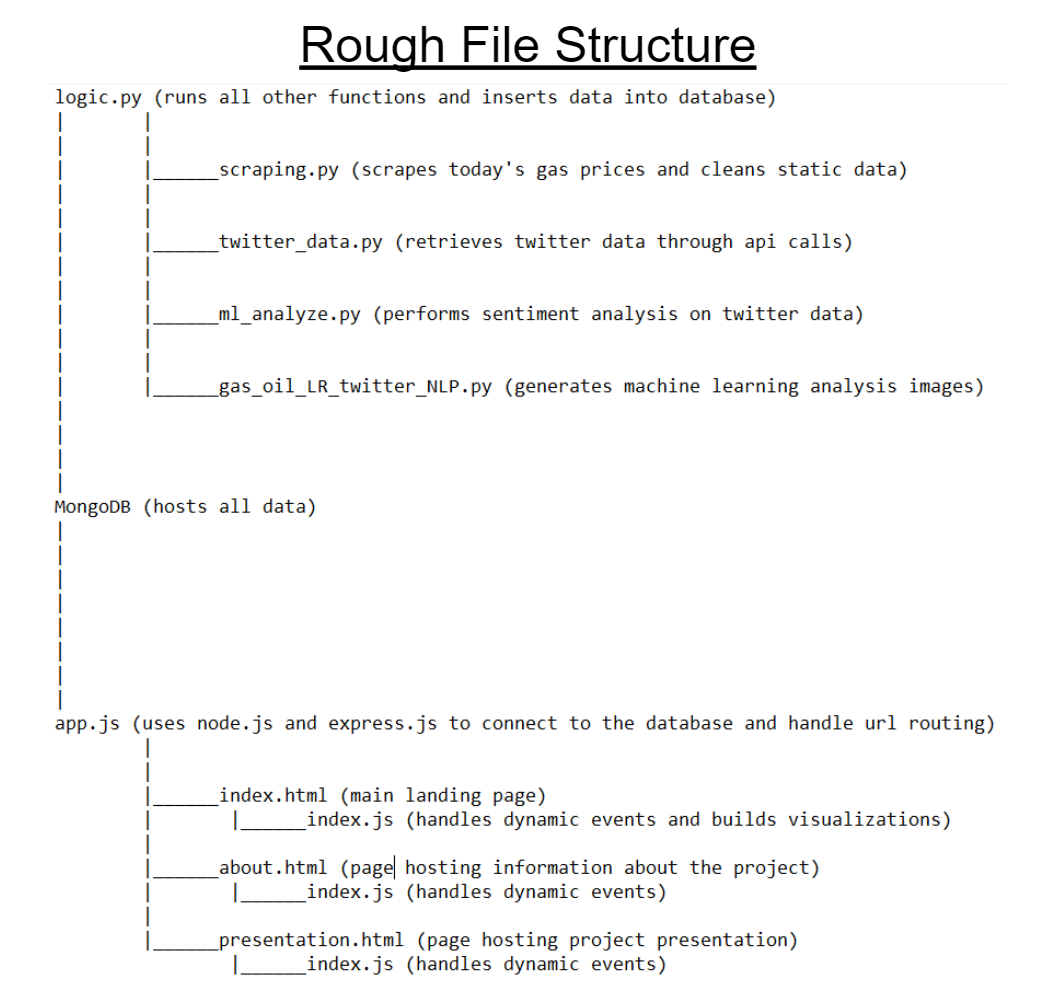 Rough File Structure
logic.py (runs all other functions and inserts data into database)
|______scraping.py (scrapes today's gas prices and cleans static data)
|______twitter_data.py (retrieves twitter data through api calls)
|______ml_analyze.py (performs sentiment analysis on twitter data)
|______gas_oil_LR_twitter_NLP.py (generates machine learning analysis images)
MongoDB (hosts all data)
app.js (uses node.js and express.js to connect to the database and handle url routing)
|______index.html (main landing page)
|______index.js (handles dynamic events and builds visualizations)
|______about.html (page hosting information about the project)
|______index.js (handles dynamic events)
|______presentation.html (page hosting project presentation)
|______index.js (handles dynamic events)